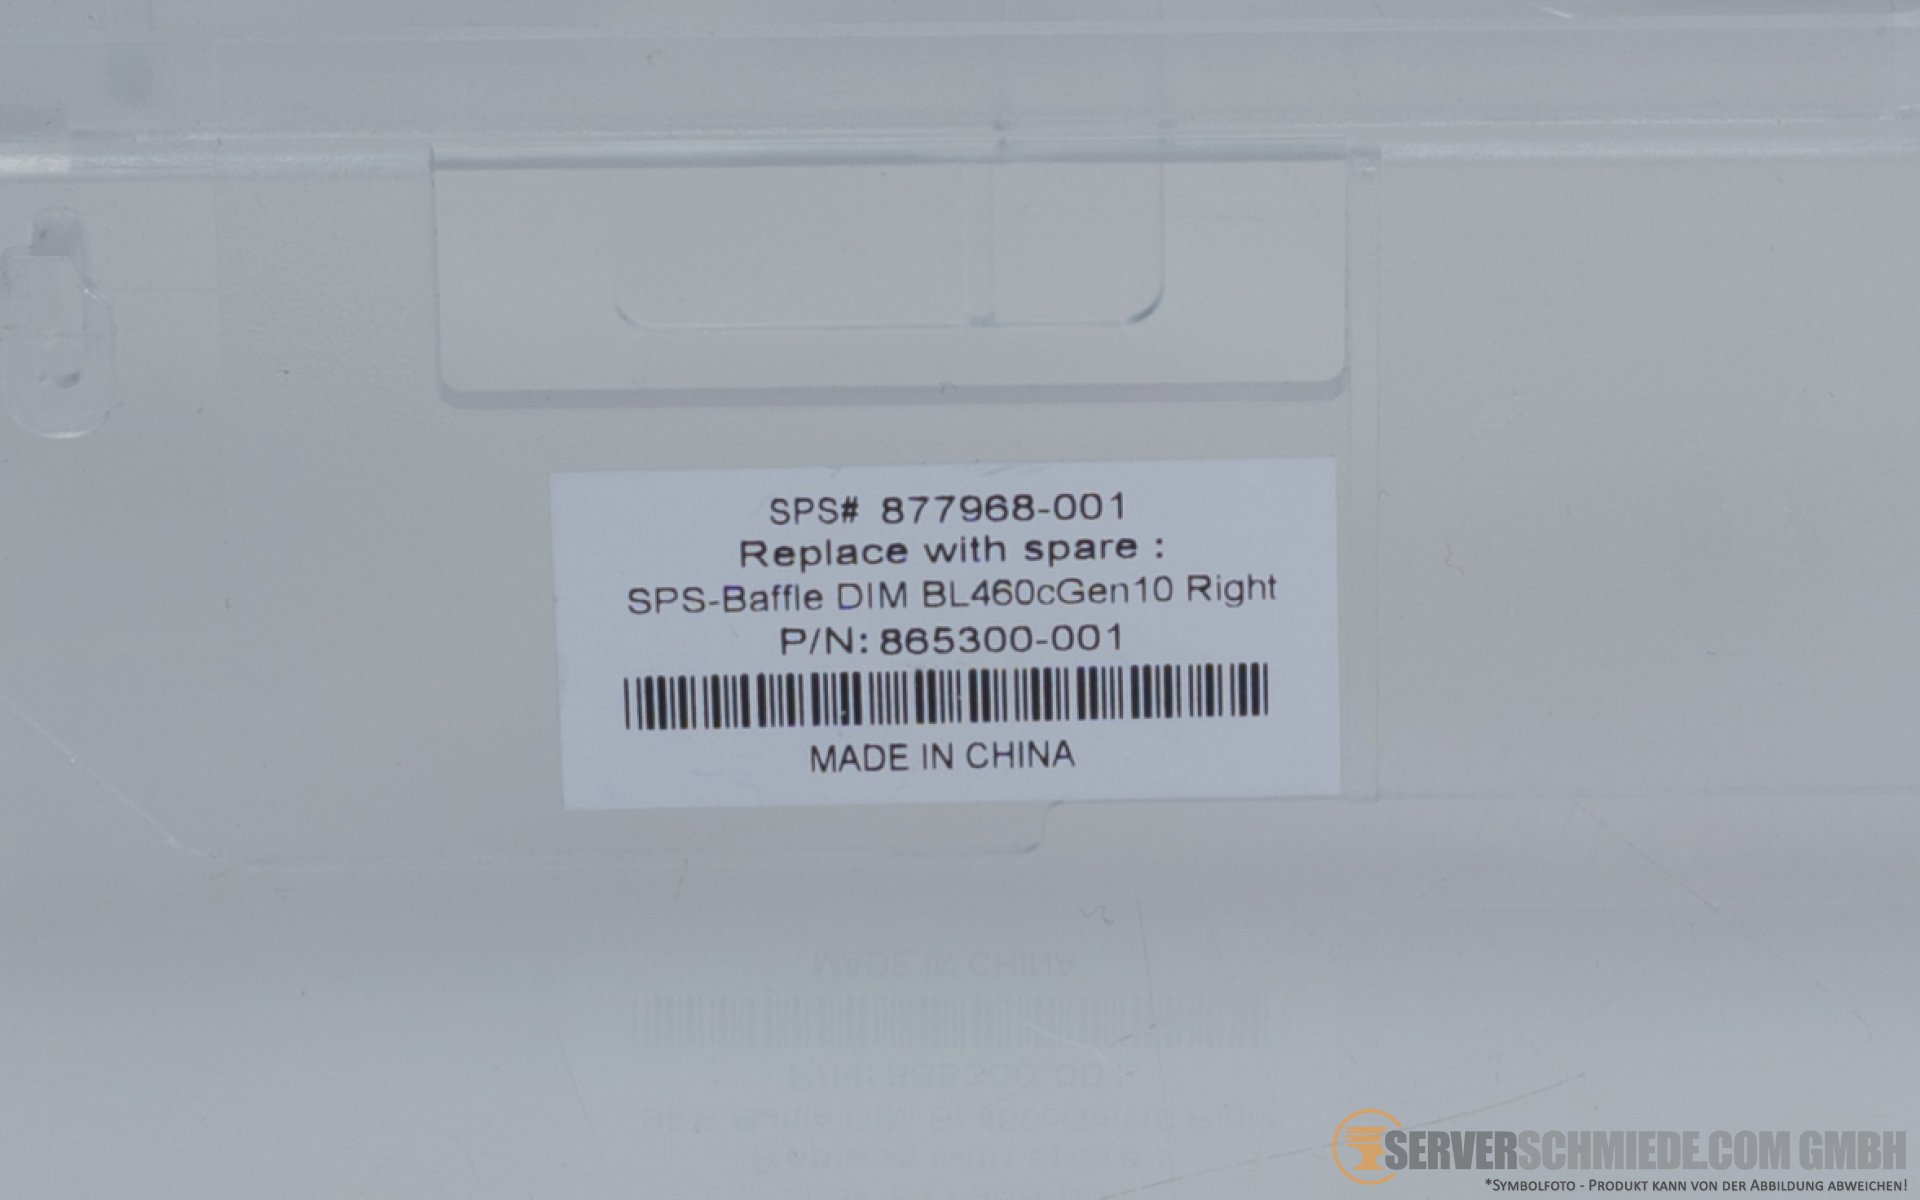 SPS# 877968-001
Replace with spare :
SPS-Baffle DIM BL460cGen10 Right
P/N: 865300-001
MADE IN CHINA
SERVERSCHMIEDE.COM GMBH
*Symbolfoto - Produkt kann von der Abbildung abweichen!